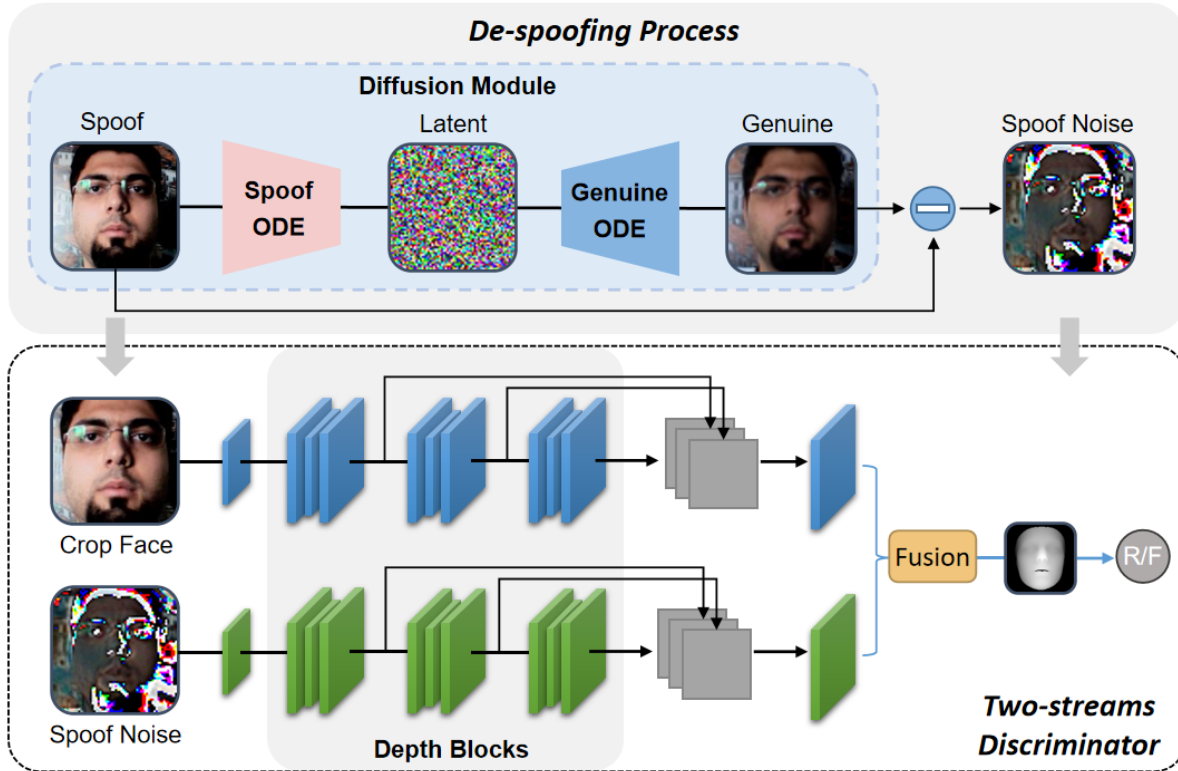 De-spoofing Process
Diffusion Module
Spoof
Latent
Genuine
Spoof Noise
Spoof
ODE
Genuine
ODE
Crop Face
Fusion
R/F
Spoof Noise
Depth Blocks
Two-streams
Discriminator